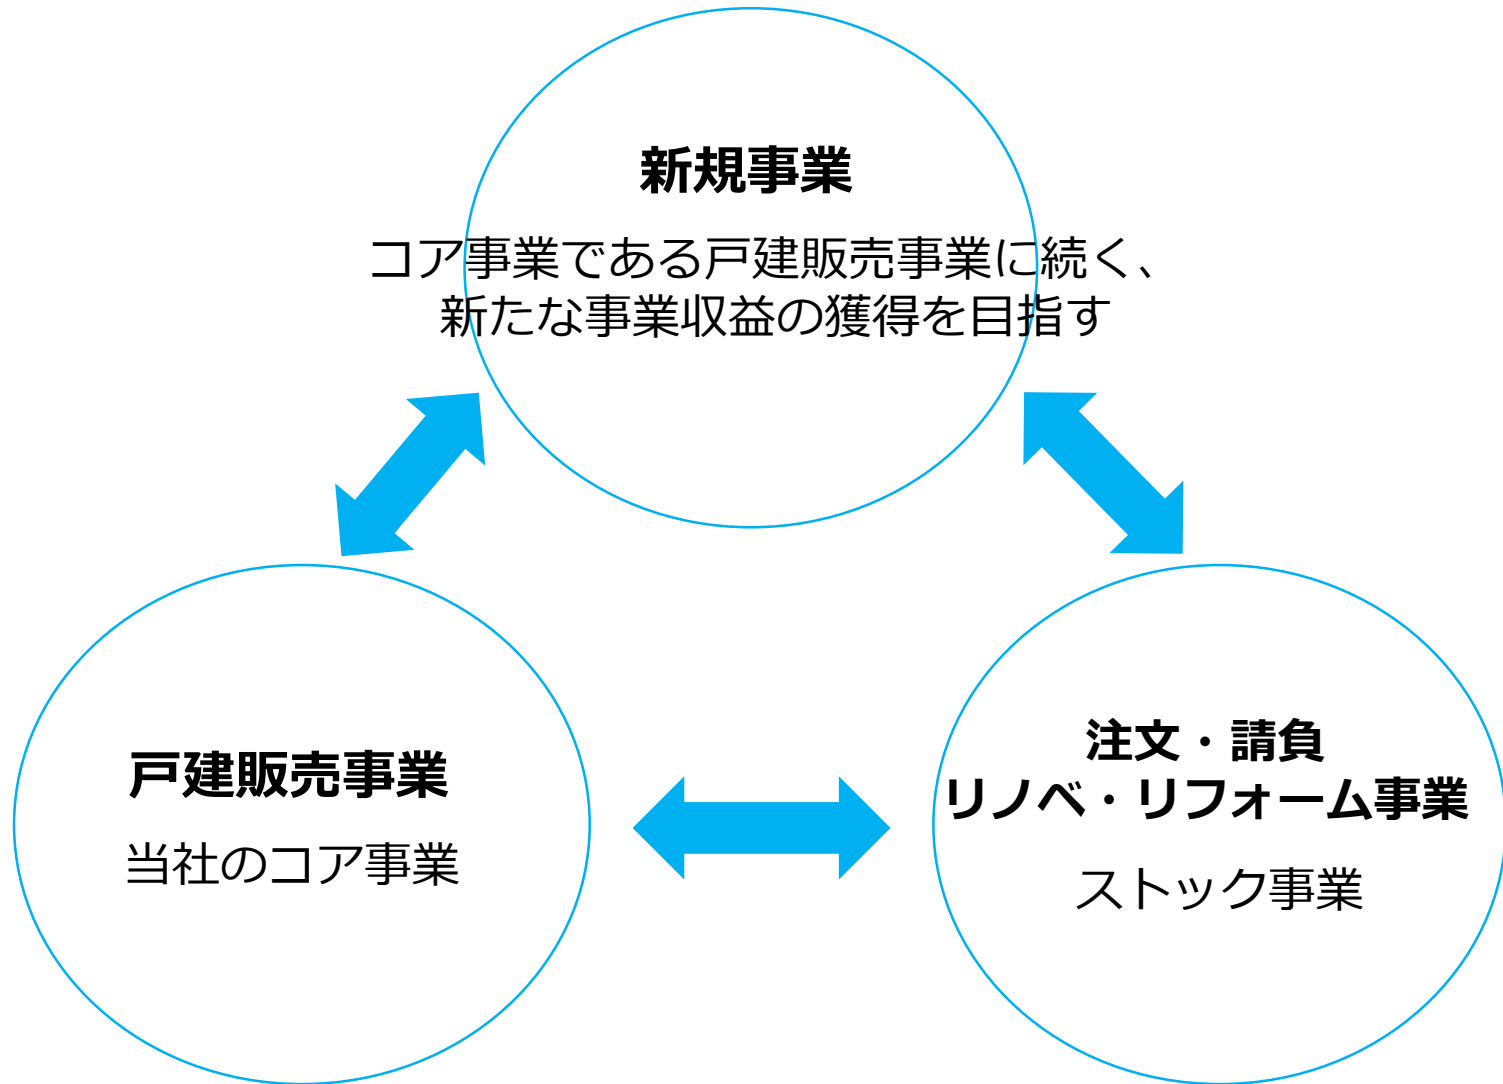 新規事業
コア事業である戸建販売事業に続く、
新たな事業収益の獲得を目指す
戸建販売事業
当社のコア事業
注文・請負
リノベ・リフォーム事業
ストック事業